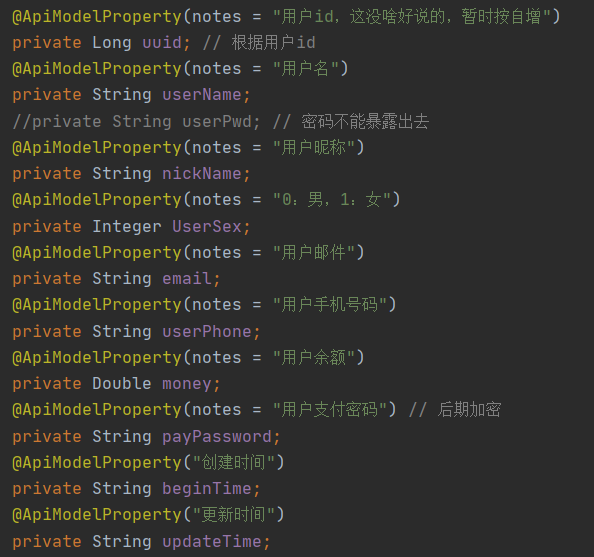 @ApiModelProperty(notes = "用户id，这没啥好说的，暂时按自增")
private Long uuid; // 根据用户id
@ApiModelProperty(notes = "用户名")
private String userName;
//private String userPwd; // 密码不能暴露出去
@ApiModelProperty(notes = "用户昵称")
private String nickName;
@ApiModelProperty(notes = "0：男，1：女")
private Integer UserSex;
@ApiModelProperty(notes = "用户邮件")
private String email;
@ApiModelProperty(notes = "用户手机号码")
private String userPhone;
@ApiModelProperty(notes = "用户余额")
private Double money;
@ApiModelProperty(notes = "用户支付密码") // 后期加密
private String payPassword;
@ApiModelProperty("创建时间")
private String beginTime;
@ApiModelProperty("更新时间")
private String updateTime;